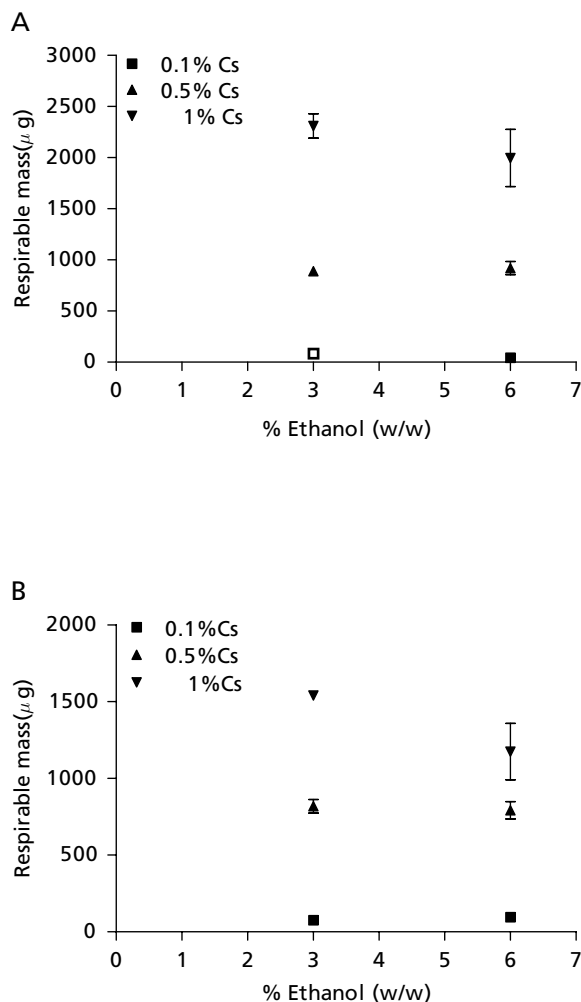 A
3000
0.1% Cs
0.5% Cs
1% Cs
2500
2000
1500
1000
500
0
Respirable mass(μ g)
0 1 2 3 4 5 6 7
% Ethanol (w/w)
B
2000
0.1%Cs
0.5%Cs
1%Cs
1500
1000
500
0
Respirable mass(μ g)
0 1 2 3 4 5 6 7
% Ethanol (w/w)